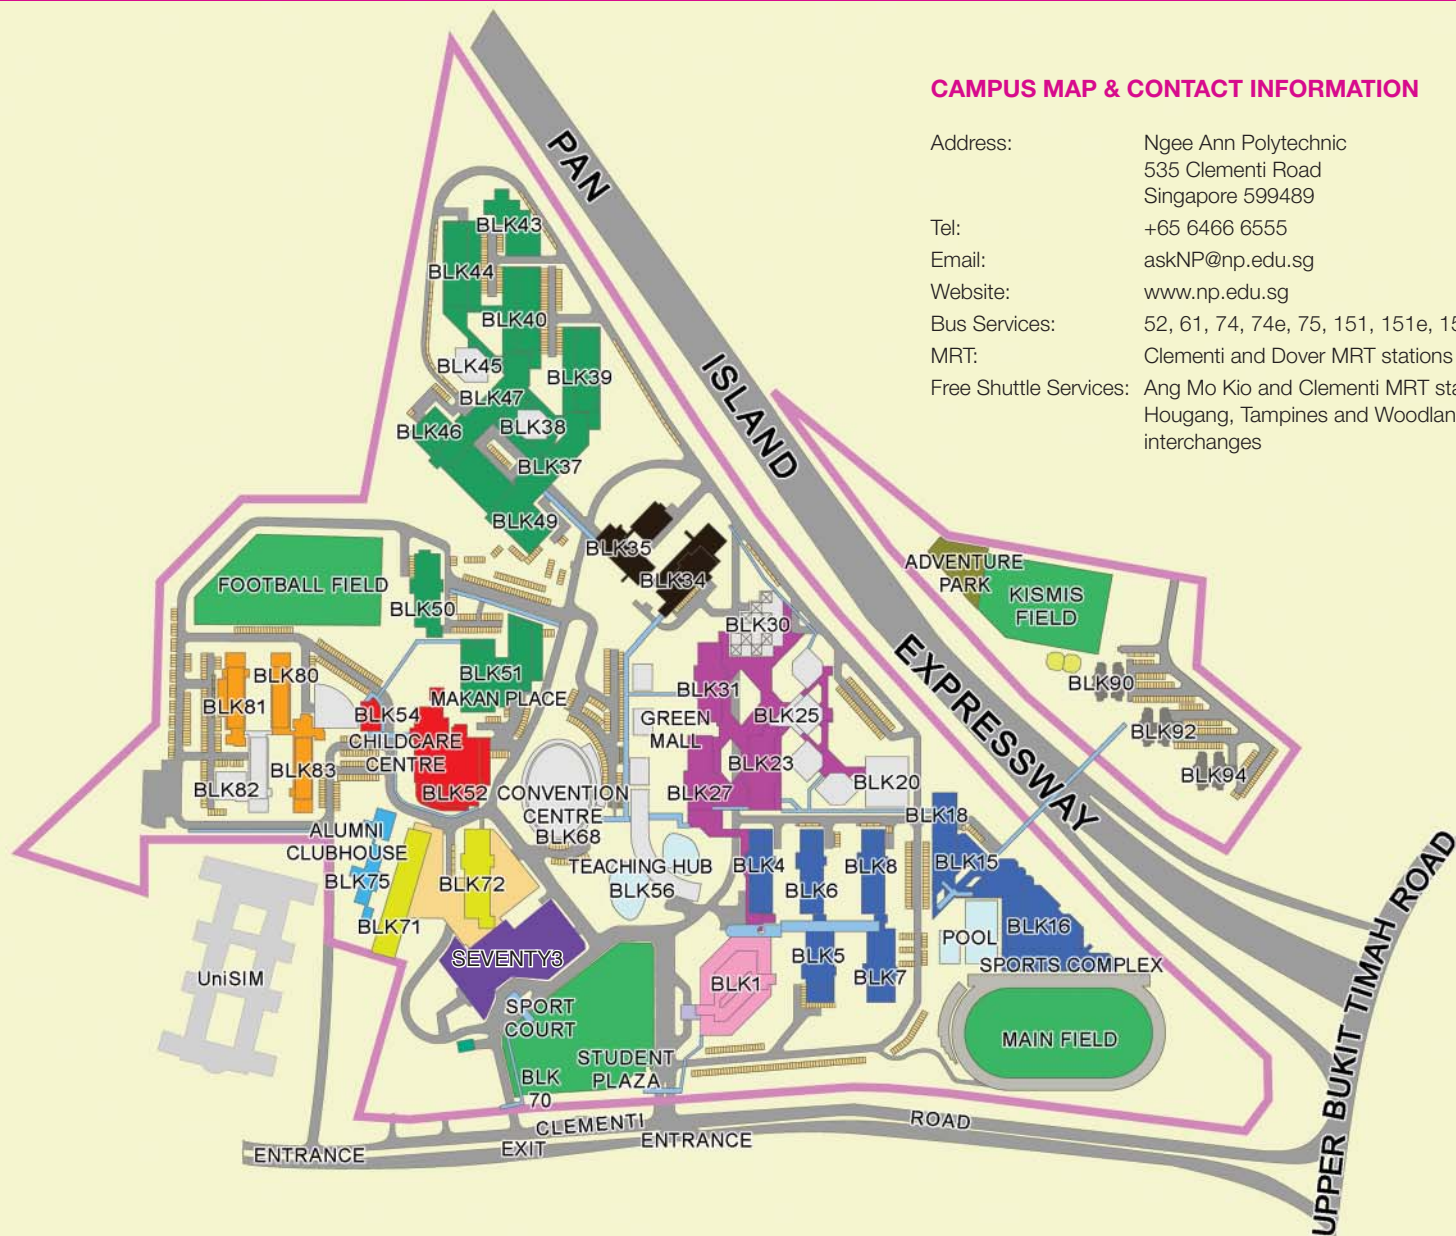 CAMPUS MAP & CONTACT INFORMATION
Address: Ngee Ann Polytechnic
535 Clementi Road
Singapore 599489
Tel: +65 6466 6555
Email: askNP@np.edu.sg
Website: www.np.edu.sg
Bus Services: 52, 61, 74, 74e, 75, 151, 151e,
MRT: Clementi and Dover MRT stations
Free Shuttle Services: Ang Mo Kio and Clementi MRT
Hougang, Tampines and
interchanges
PAN
ISLAND
EXPRESSWAY
BLK43
BLK44
BLK40
BLK45
BLK39
BLK47
BLK46
BLK38
BLK37
BLK49
BLK35
BLK34
FOOTBALL FIELD
BLK50
ADVENTURE
PARK
KISMIS
FIELD
BLK30
BLK80
BLK51
MAKAN PLACE
BLK81
BLK54
CHILDCARE
CENTRE
BLK31
GREEN
MALL
BLK25
BLK90
BLK92
BLK94
BLK83
BLK82
BLK52
CONVENTION
CENTRE
BLK68
BLK23
BLK27
BLK20
BLK18
ALUMNI
CLUBHOUSE
BLK75
BLK72
BLK71
TEACHING HUB
BLK56
BLK4
BLK6
BLK8
BLK15
BLK16
POOL
SPORTS COMPLEX
UniSIM
SEVENTY3
BLK1
BLK5
BLK7
SPORT
COURT
MAIN FIELD
STUDENT
PLAZA
BLK
70
CLEMENTI
ROAD
ENTRANCE
EXIT
ENTRANCE
UPPER BUKIT TIMAH ROAD